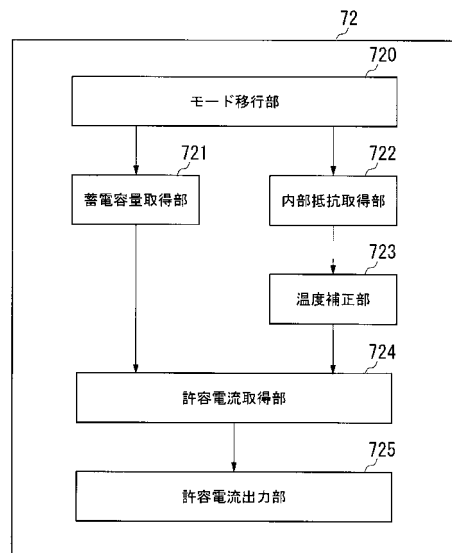 72
720
モード移行部
721
蓄電容量取得部
722
内部抵抗取得部
723
温度補正部
724
許容電流取得部
725
許容電流出力部